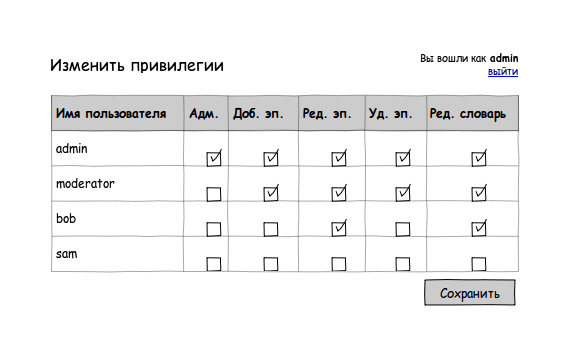 Вы вошли как admin
Изменить привилегии
выйти
Имя пользователя Адм. Доб. эп. Ред. эп. Уд. эп. Ред. словарь
admin
moderator
bob
sam
Сохранить